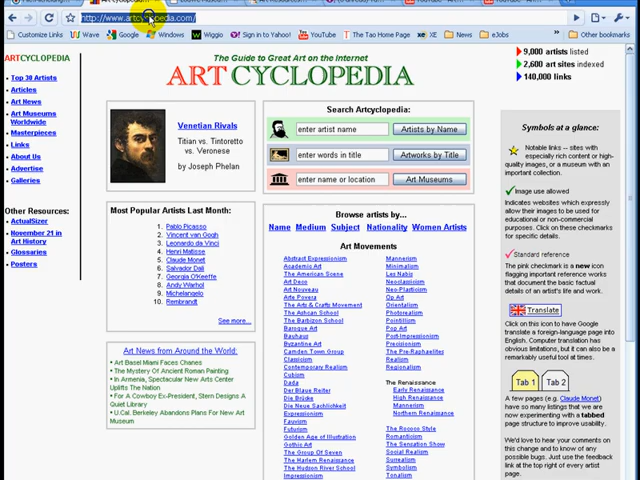 http://www.artcyclopedia.com/
Customize Links
Wave
Google
Windows
Wiggio
Sign in to Yahoo!
YouTube
The Tao Home Page
News
eJobs
Other bookmarks
ARTCYCLOPEDIA
The Guide to Great Art on the Internet
ART CYCLOPEDIA
9,000 artists listed
2,600 art sites indexed
140,000 links
Top 30 Artists
Articles
Art News
Art Museums Worldwide
Masterpieces
Links
About Us
Advertise
Galleries
Other Resources:
ActualSizer
November 21 in Art History
Glossaries
Posters
Venetian Rivals
Titian vs. Tintoretto
vs. Veronese
by Joseph Phelan
Search Artcyclopedia:
enter artist name
Artists by Name
enter words in title
Artworks by Title
enter name or location
Art Museums
Most Popular Artists Last Month:
1. Pablo Picasso
2. Vincent van Gogh
3. Leonardo da Vinci
4. Henri Matisse
5. Claude Monet
6. Salvador Dali
7. Georgia O'Keeffe
8. Andy Warhol
9. Michelangelo
10. Rembrandt
See more...
Art News from Around the World:
• Art Basel Miami Faces Chanes
• The Mystery Of Ancient Roman Painting
• In Armenia, Spectacular New Arts Center
Uplifts The Nation
• For A Cowboy Ex-President, Stern Designs A
Quiet Library
• U.Cal. Berkeley Abandons Plans For New Art
Museum
Browse artists by...
Name Medium Subject Nationality Women Artists
Art Movements
Abstract Expressionism
Academic Art
The American Scene
Art Deco
Art Nouveau
Arte Povera
The Arts & Crafts Movement
The Ashcan School
The Barbizon School
Baroque Art
Bauhaus
Byzantine Art
Camden Town Group
Classicism
Contemporary Realism
Cubism
Dada
Der Blaue Reiter
Die Brücke
Die Neue Sachlichkeit
Expressionism
Fauvism
Futurism
Golden Age of Illustration
Gothic Art
The Group Of Seven
The Harlem Renaissance
The Hudson River School
Impressionism
Mannerism
Minimalism
Les Nabis
Neoclassicism
Neo-Plasticism
Op Art
Orientalism
Photorealism
Pointillism
Pop Art
Post-Impressionism
Precisionism
The Pre-Raphaelites
Realism
Regionalism
The Renaissance
Early Renaissance
High Renaissance
Mannerism
Northern Renaissance
The Rococo Style
Romanticism
The Sensation Show
Social Realism
Surrealism
Symbolism
Tonalism
Symbols at a glance:
Notable links -- sites with
especially rich content or high-
quality images, or a museum with an
important collection.
Image use allowed
Indicates websites which expressly
allow their images to be used for
educational or non-commercial
purposes. Click on these checkmarks
for specific details.
Standard reference
The pink checkmark is a new icon
flagging important reference works
that document the basic factual
details of an artist's life and work.
Translate
Click on this icon to have Google
translate a foreign-language page into
English. Computer translation has
obvious limitations, but it can also be a
remarkably useful tool at times.
Tab 1
Tab 2
A few pages (e.g. Claude Monet)
have so many listings that we are
now experimenting with a tabbed
page structure to improve usability.
We'd love to hear your comments on
this change and to know of any
possible bugs. Just use the feedback
link at the top right of every artist
page.